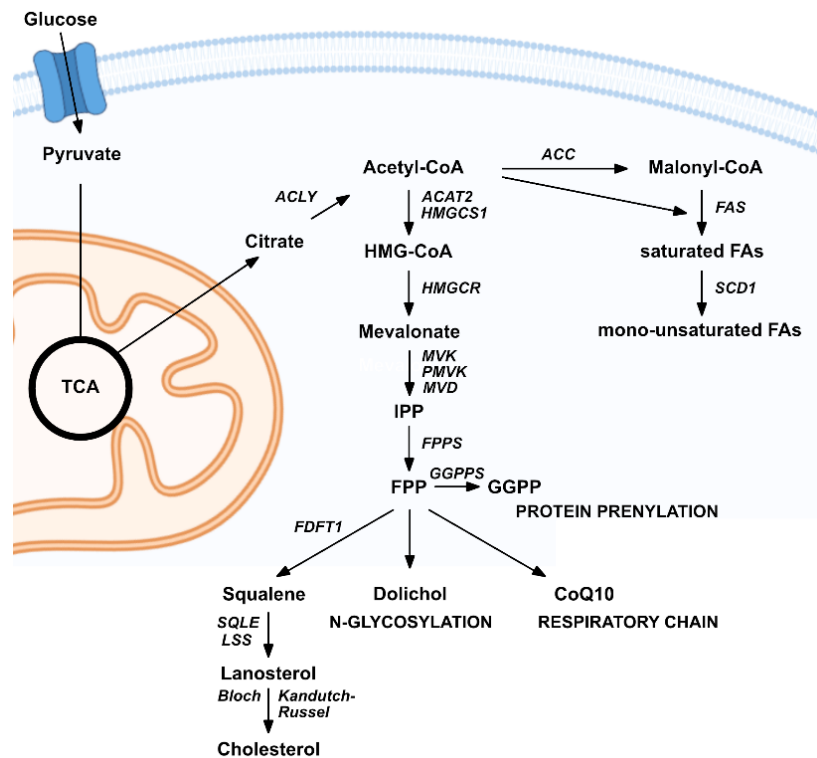 Glucose
Pyruvate
Acetyl-CoA
ACC
Malonyl-CoA
ACLY
ACAT2
HMGCS1
FAS
Citrate
HMG-CoA
saturated FAs
HMGCR
SCD1
Mevalonate
mono-unsaturated FAs
MVK
PMVK
MVD
TCA
IPP
FPPS
GGPPS
FPP
GGPP
PROTEIN PRENYLATION
FDFT1
Squalene
Dolichol
CoQ10
N-GLYCOSYLATION
RESPIRATORY CHAIN
SQLE
LSS
Lanosterol
Bloch
Kandutch-
Russel
Cholesterol